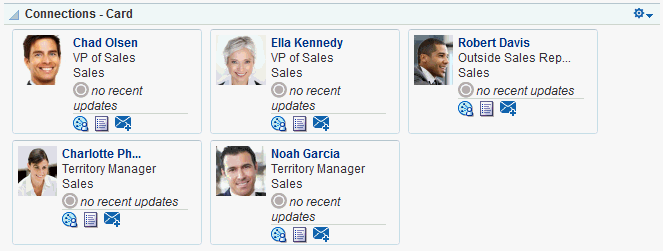 Connections - Card
Chad Olsen
VP of Sales
Sales
no recent
updates
Ella Kennedy
VP of Sales
Sales
no recent
updates
Robert Davis
Outside Sales Rep...
Sales
no recent updates
Charlotte Ph...
Territory Manager
Sales
no recent updates
Noah Garcia
Territory Manager
Sales
no recent
updates